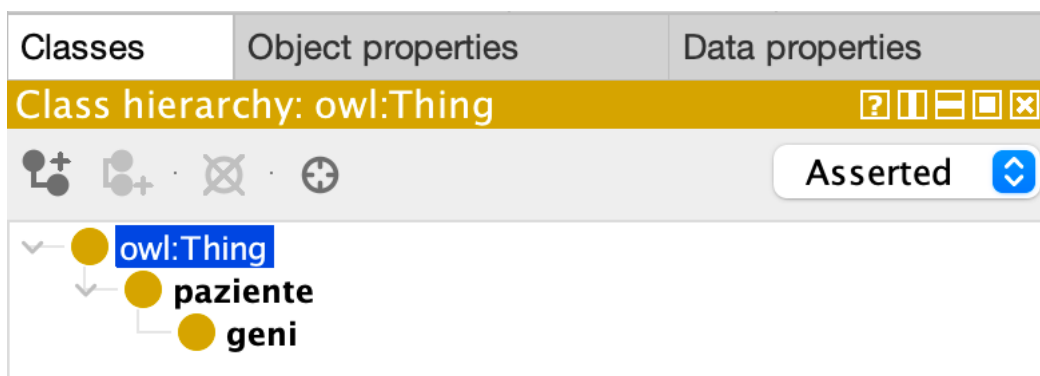 Classes Object properties Data properties
Class hierarchy: owl:Thing
Asserted
owl:Thing
paziente
geni